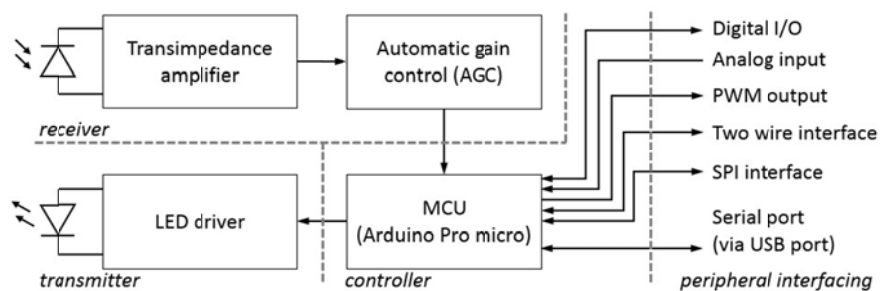 Transimpedance
amplifier
Automatic gain
control (AGC)
receiver
Digital I/O
Analog input
PWM output
Two wire interface
SPI interface
Serial port
(via USB port)
LED driver
MCU
(Arduino Pro micro)
transmitter
controller
peripheral interfacing